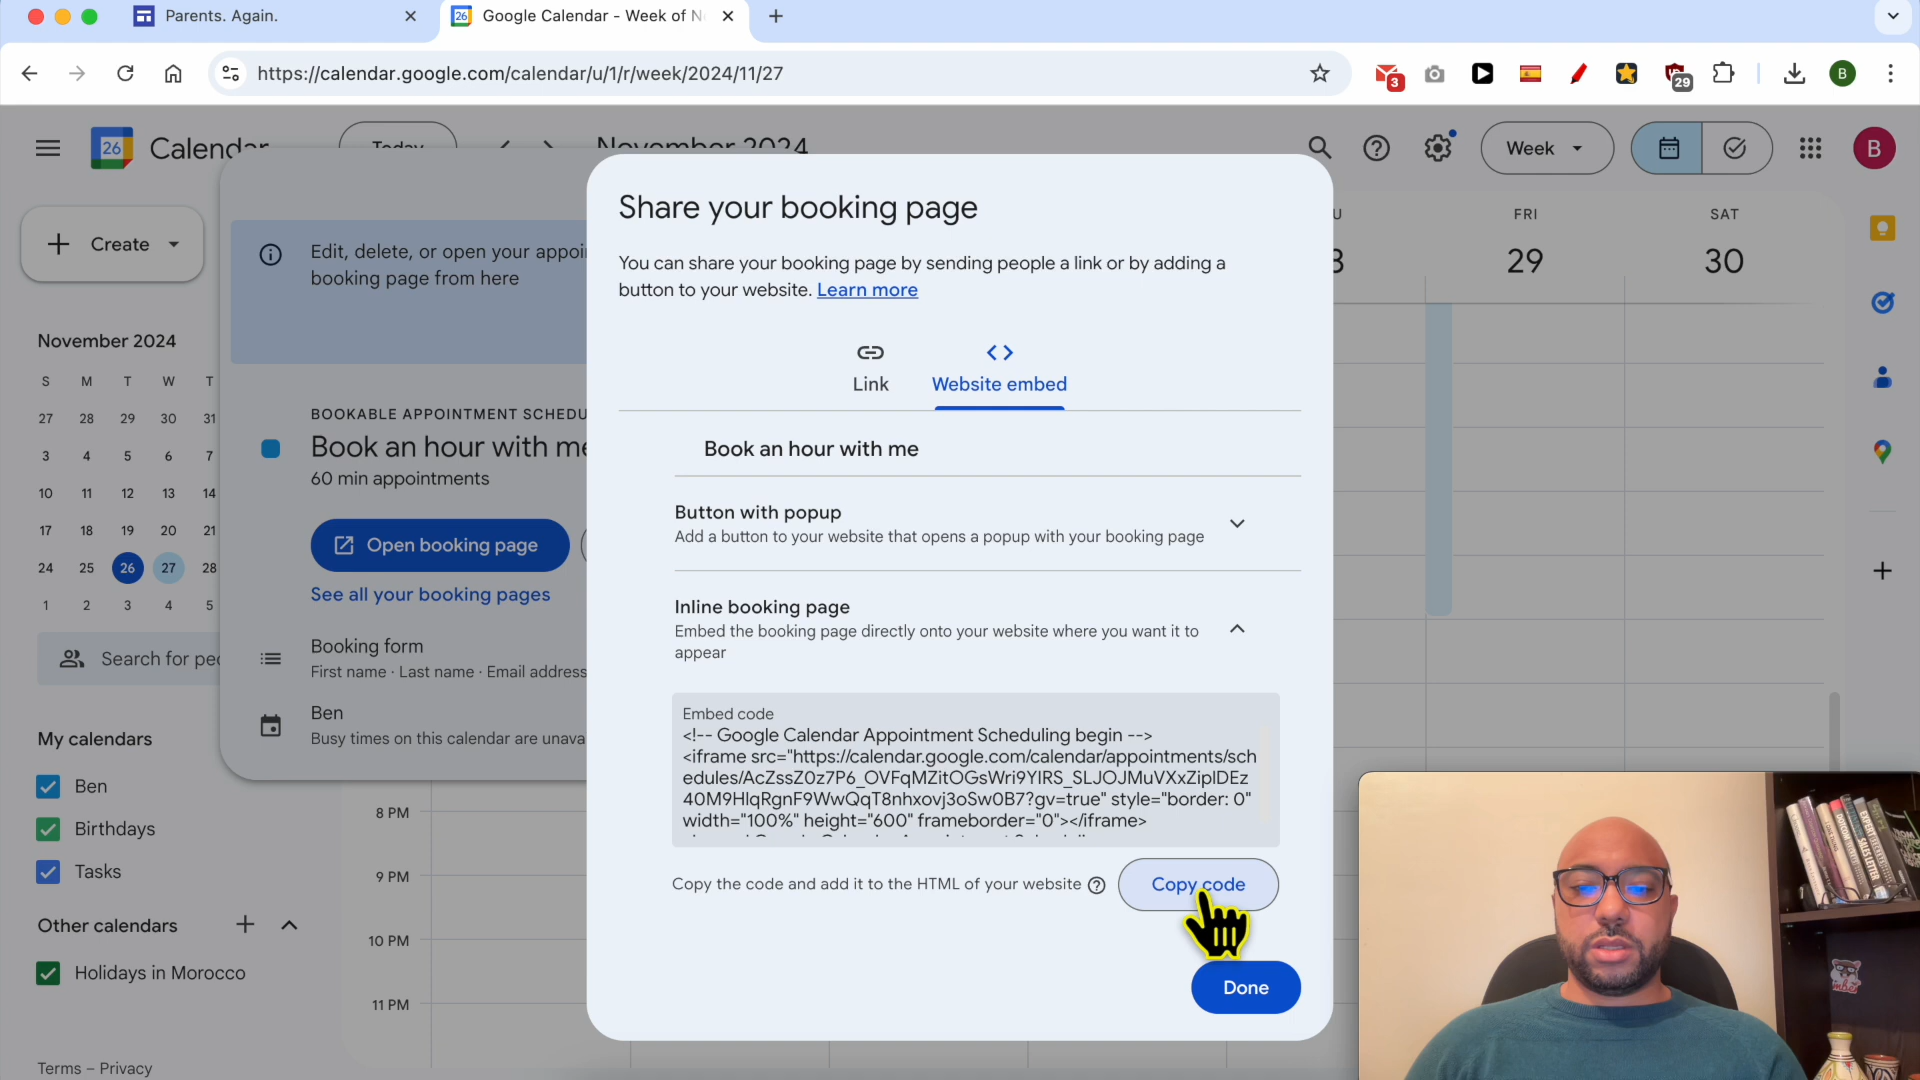 Parents. Again.
Google Calendar - Week of
https://calendar.google.com/calendar/u/1/r/week/2024/11/27
3
29
B
26
Calendar
Today
November 2024
Week
B
Create
FRI
SAT
29
30
November 2024
S M T W T
27 28 29 30 31
3 4 5 6 7
10 11 12 13 14
17 18 19 20 21
24 25 26 27 28
1 2 3 4 5
Search for
My calendars
Ben
Birthdays
Tasks
Other calendars
Holidays in Morocco
Terms – Privacy
Edit, delete, or open your
booking page from here
BOOKABLE APPOINTMENT
Book an hour with me
60 min appointments
Open booking page
See all your booking pages
Booking form
First name · Last name · Email address
Ben
Busy times on this calendar are
8 PM
9 PM
10 PM
11 PM
Share your booking page
You can share your booking page by sending people a link or by adding a
button to your website. Learn more
Link
Website embed
Book an hour with me
Button with popup
Add a button to your website that opens a popup with your booking page
Inline booking page
Embed the booking page directly onto your website where you want it to
appear
Embed code
<!-- Google Calendar Appointment Scheduling begin -->
<iframe src="https://calendar.google.com/calendar/appointments/sch
edules/AcZssZ0z7P6_OVFqMZitOGsWri9YIRS_SLJOJMuVXxZiplDEz
40M9HlqRgnF9WwQqT8nhxovj3oSw0B7?gv=true" style="border: 0"
width="100%" height="600" frameborder="0"></iframe>
Copy the code and add it to the HTML of your website
Copy code
Done
DOTCOM
EXPERT
SALES LETTER